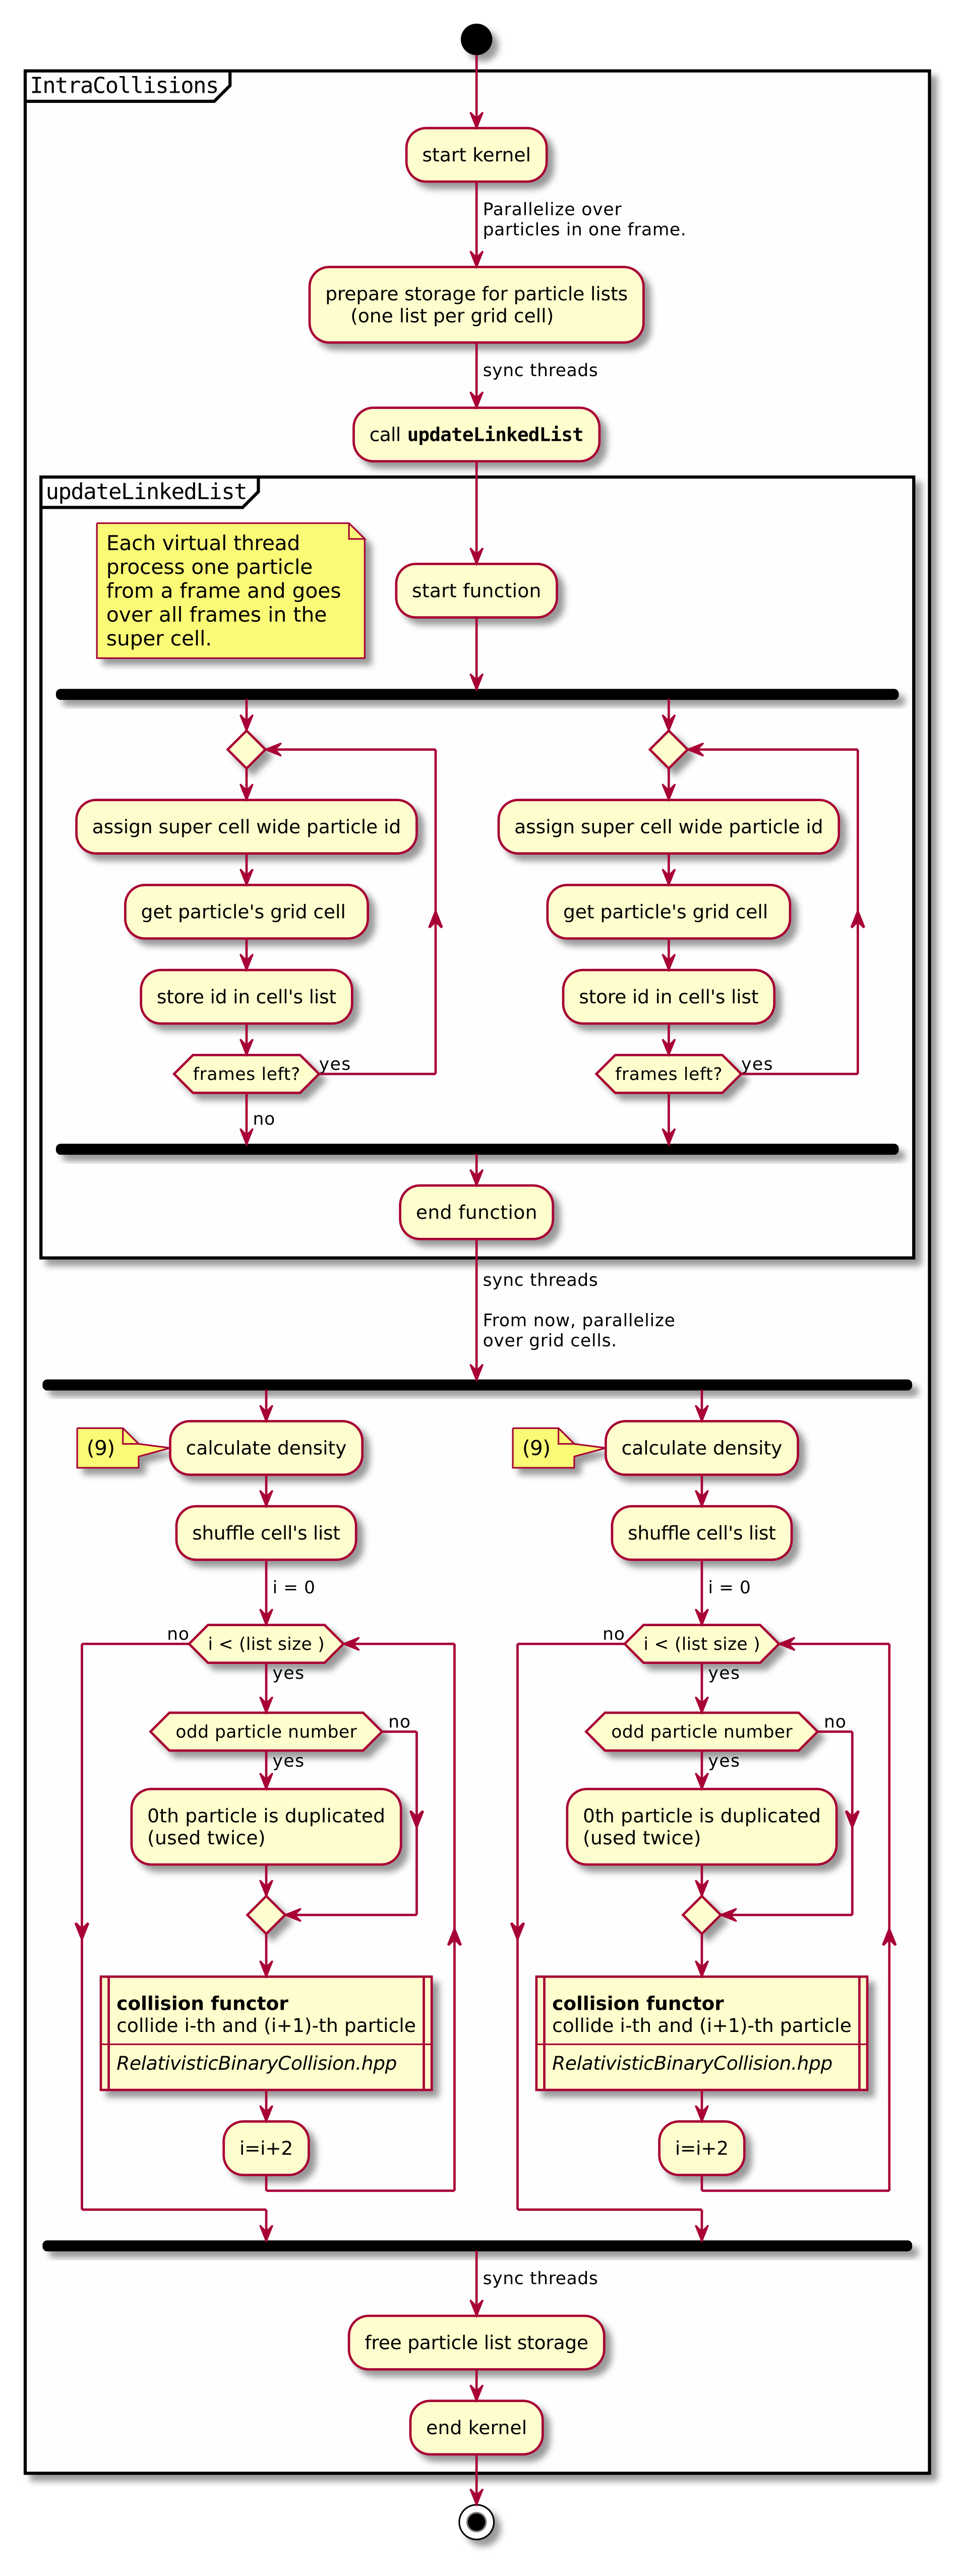 IntraCollisions
start kernel
Parallelize over
particles in one frame.
prepare storage for particle lists
(one list per grid cell)
sync threads
call updateLinkedList
updateLinkedList
Each virtual thread
process one particle
from a frame and goes
over all frames in the
super cell.
start function
assign super cell wide particle id
get particle's grid cell
store id in cell's list
frames left?
yes
no
assign super cell wide particle id
get particle's grid cell
store id in cell's list
frames left?
yes
end function
sync threads
From now, parallelize
over grid cells.
(9)
calculate density
shuffle cell's list
i = 0
no
i < (list size )
yes
odd particle number
no
yes
0th particle is duplicated
(used twice)
collision functor
collide i-th and (i+1)-th particle
RelativisticBinaryCollision.hpp
i=i+2
(9)
calculate density
shuffle cell's list
i = 0
no
i < (list size )
yes
odd particle number
no
yes
0th particle is duplicated
(used twice)
collision functor
collide i-th and (i+1)-th particle
RelativisticBinaryCollision.hpp
i=i+2
sync threads
free particle list storage
end kernel